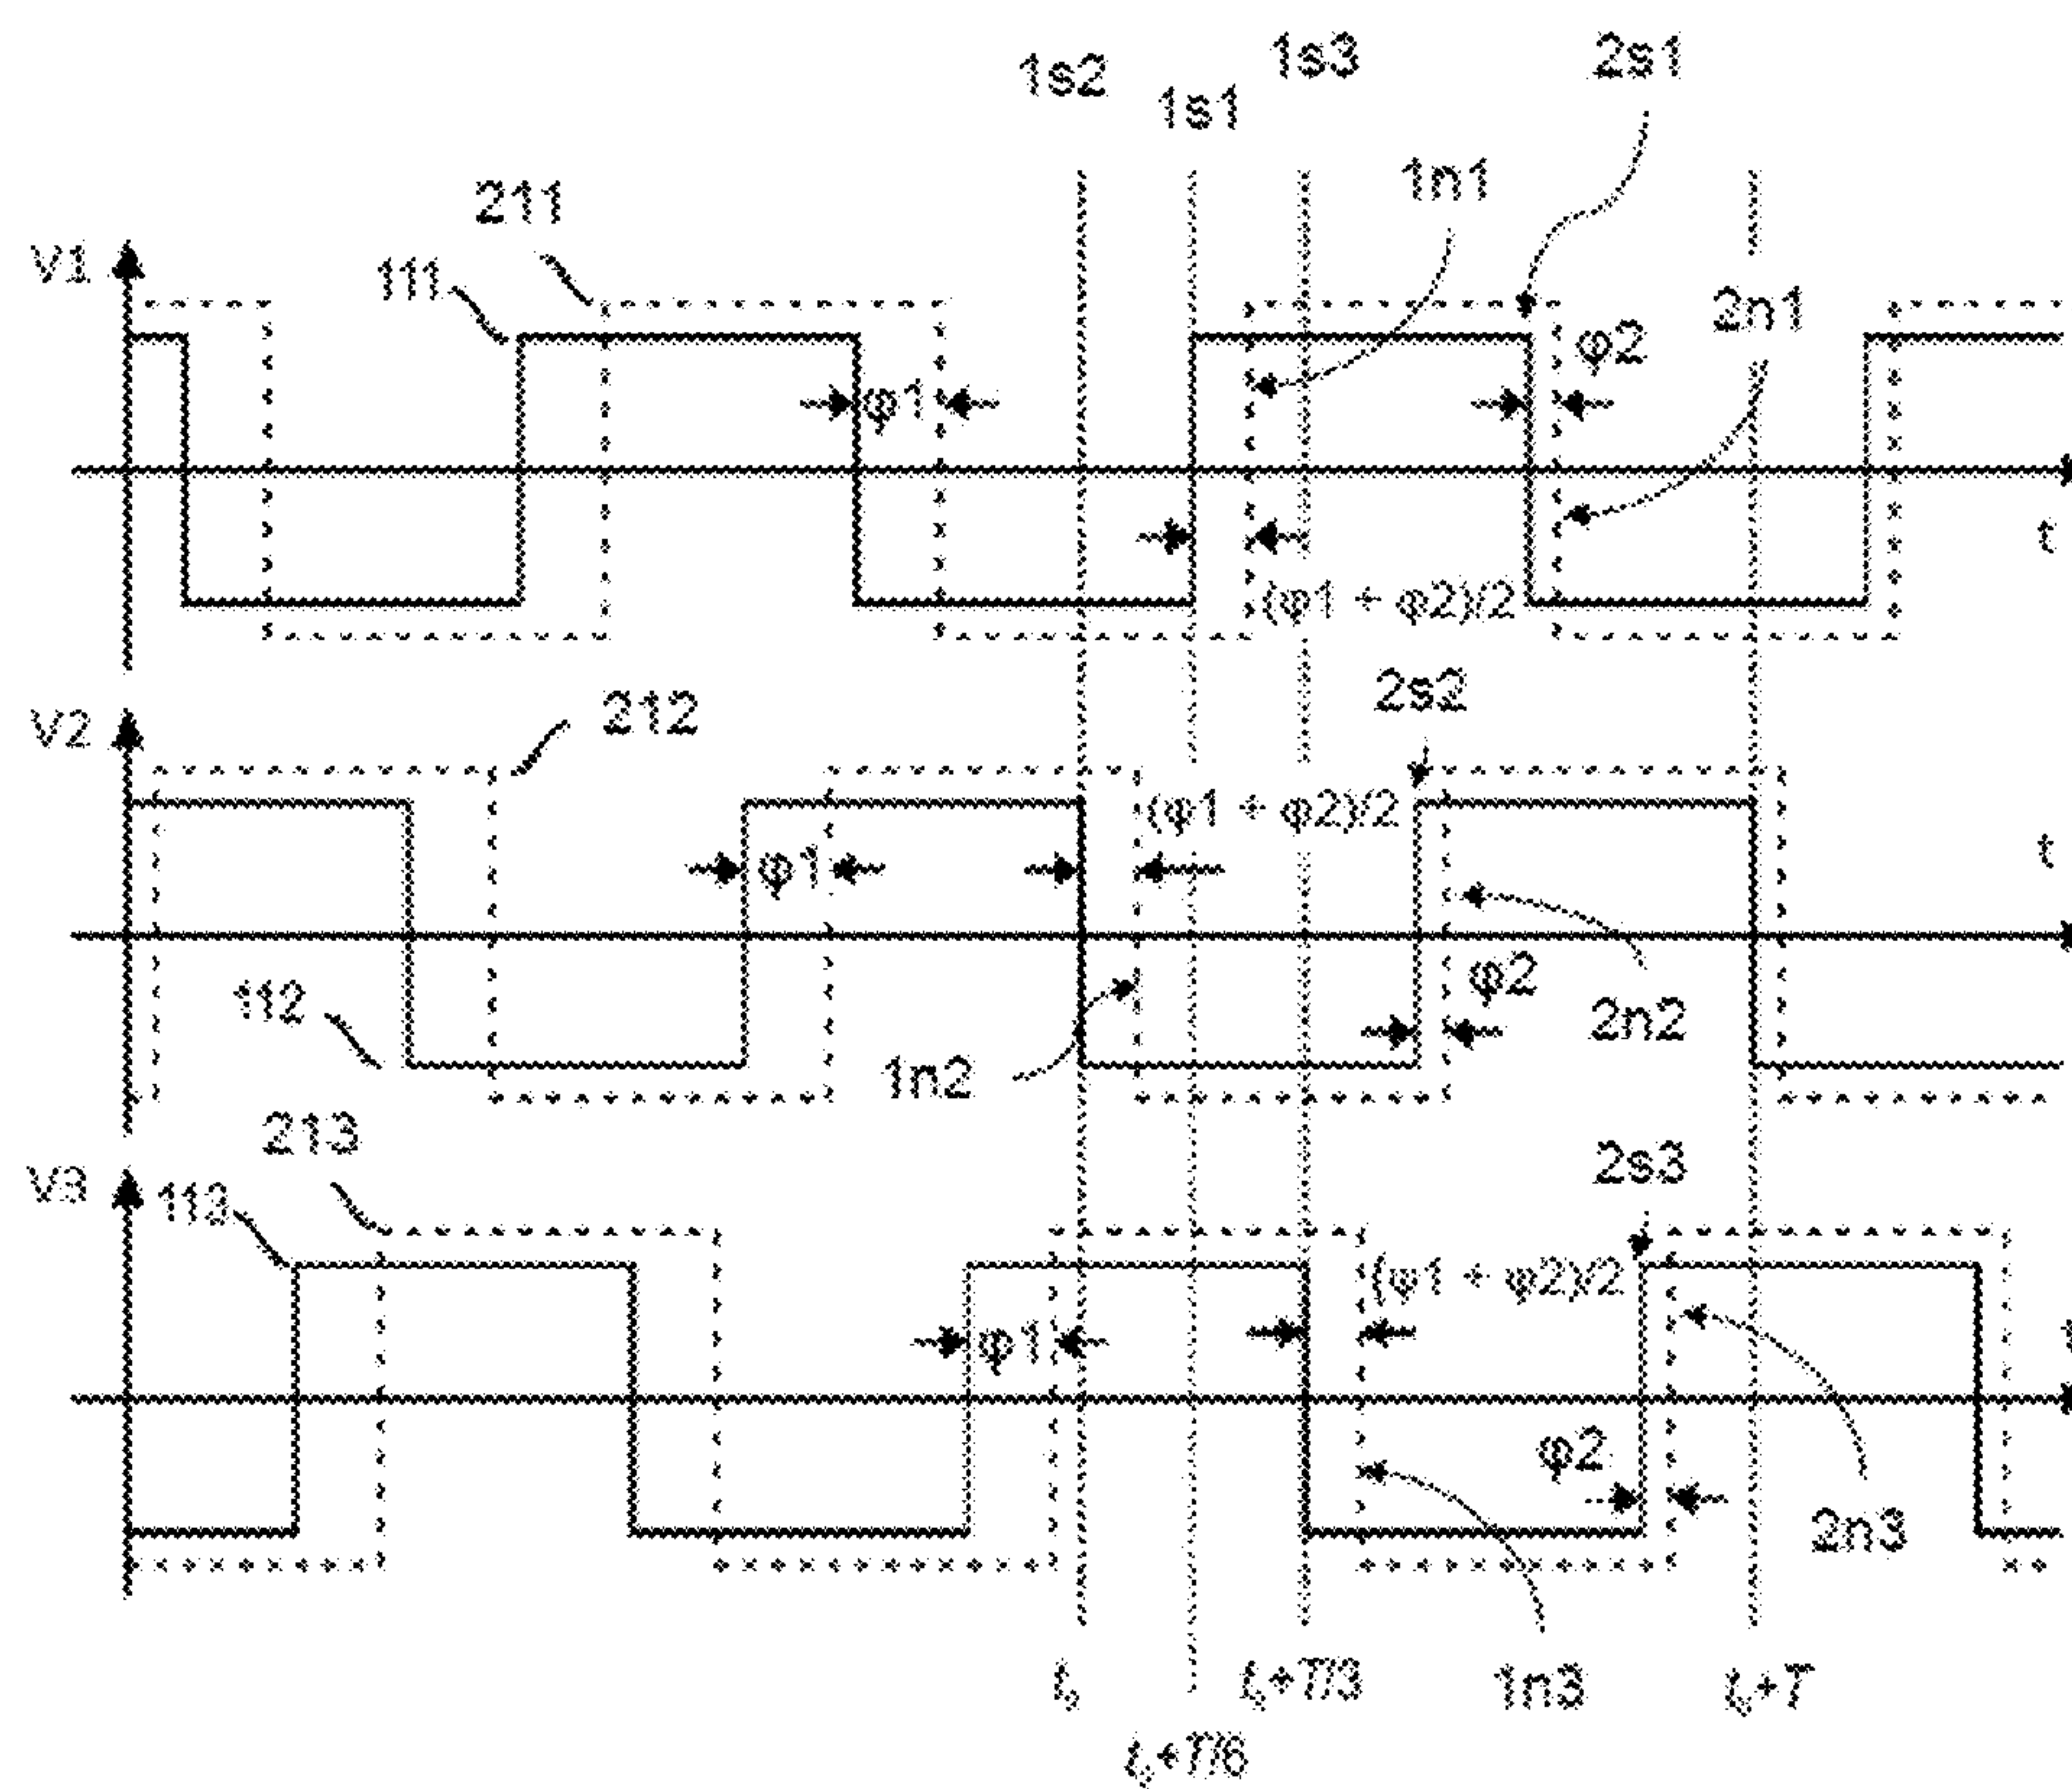 1s2
1s1
1s3
2s1
1n1
211
V1
111
2n1
φ2
φ1
t
(φ1 + φ2)/2
2s2
V2
212
(φ1 + φ2)/2
t
φ1
φ2
112
2n2
1n2
213
2s3
V3
113
(φ1 + φ2)/2
φ1
φ2
2n3
t₀
t₀+T/3
1n3
t₀+T
t₀+T/6